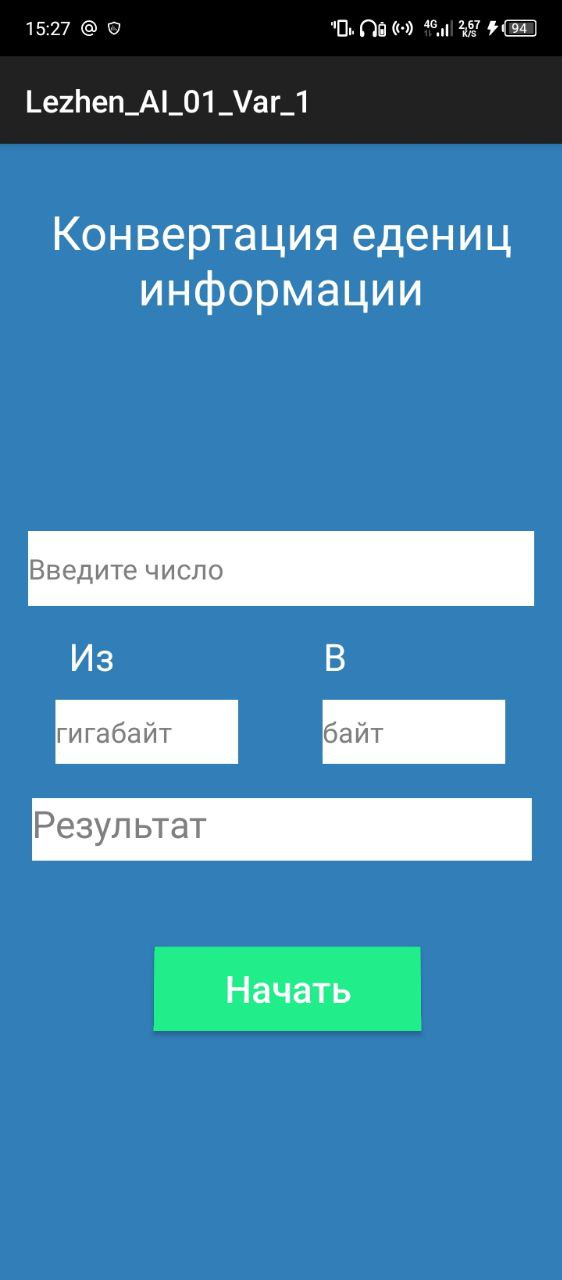 15:27 @ 4G 2,67 K/S 94
Lezhen_AI_01_Var_1
Конвертация едениц
информации
Введите число
Из В
гигабайт байт
Результат
Начать